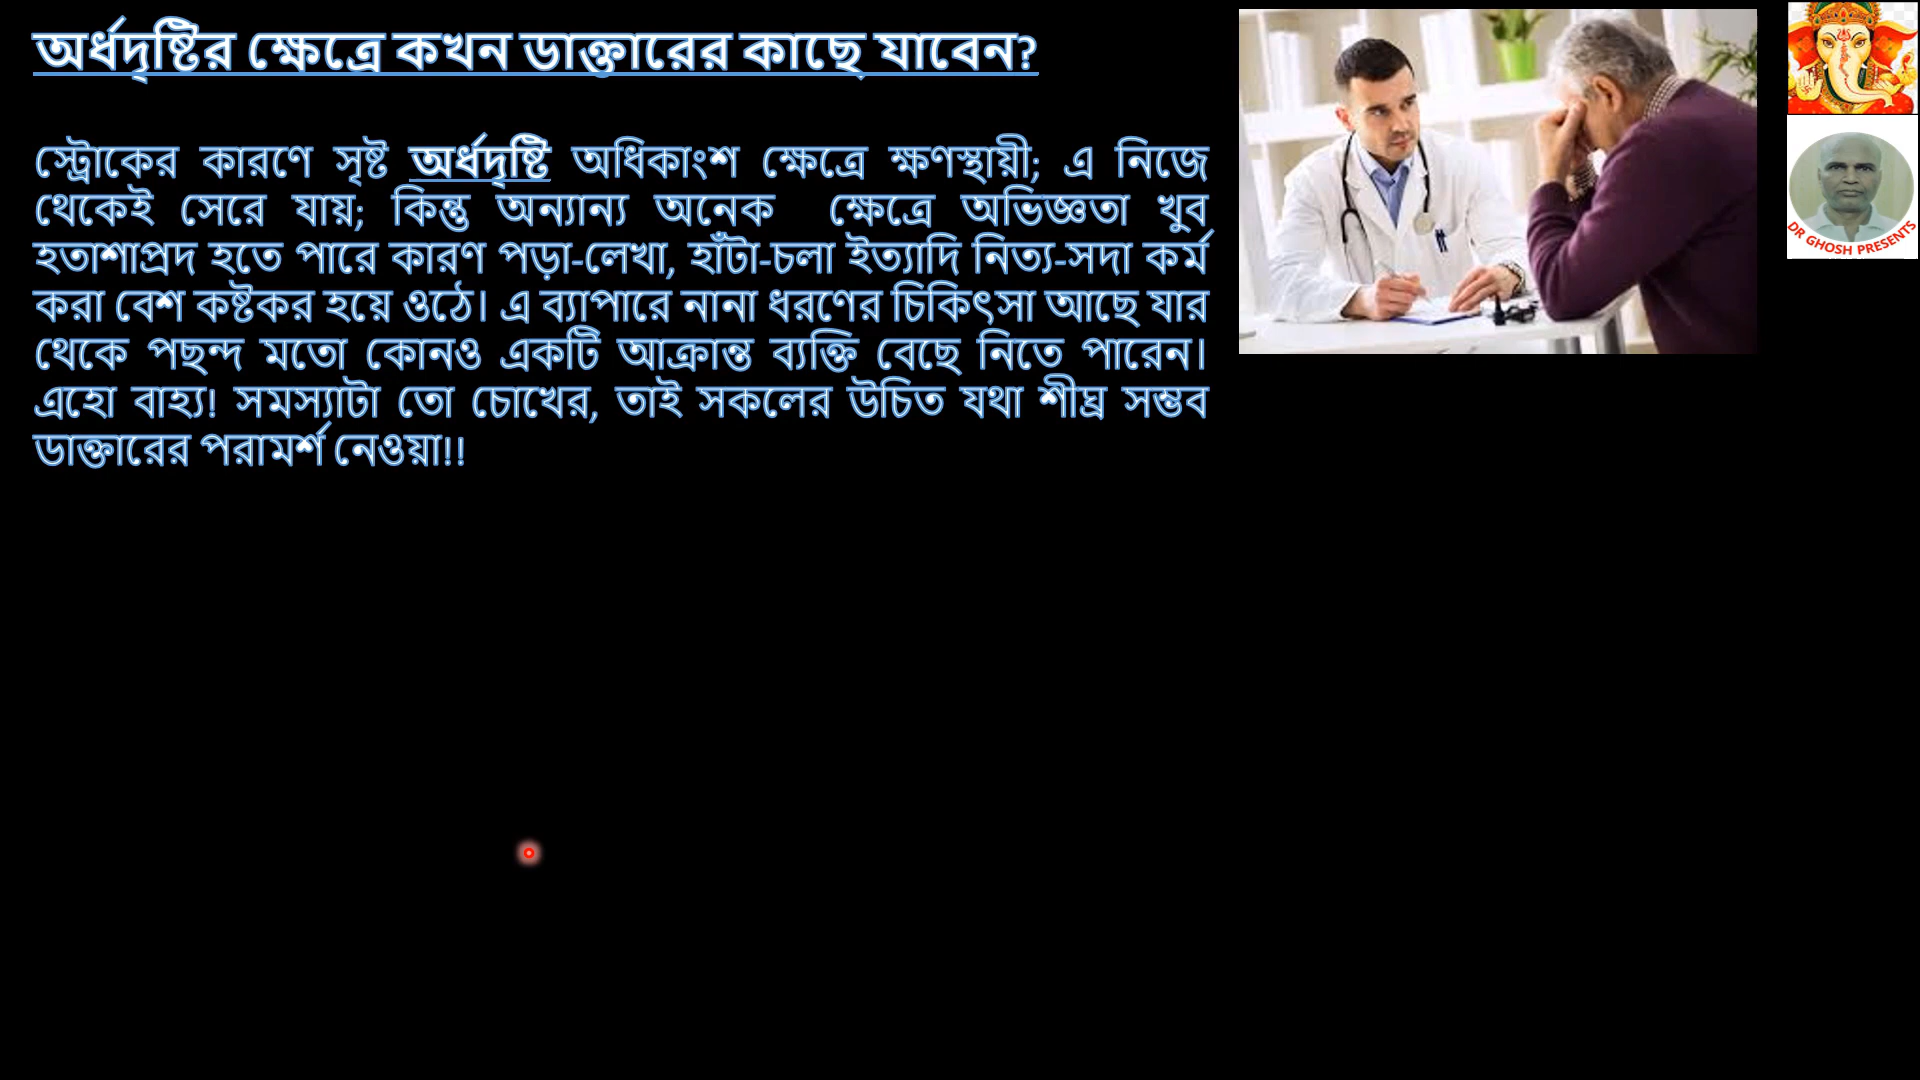 অর্ধদৃষ্টির ক্ষেত্রে কখন ডাক্তারের কাছে যাবেন?
স্ট্রোকের কারণে সৃষ্ট অর্ধদৃষ্টি অধিকাংশ ক্ষেত্রে ক্ষণস্থায়ী; এ নিজে
থেকেই সেরে যায়; কিন্তু অন্যান্য অনেক ক্ষেত্রে অভিজ্ঞতা খুব
হতাশাপ্রদ হতে পারে কারণ পড়া-লেখা, হাঁটা-চলা ইত্যাদি নিত্য-সদা কর্ম
করা বেশ কষ্টকর হয়ে ওঠে। এ ব্যাপারে নানা ধরণের চিকিৎসা আছে যার
থেকে পছন্দ মতো কোনও একটি আক্রান্ত ব্যক্তি বেছে নিতে পারেন।
এহো বাহ্য! সমস্যাটা তো চোখের, তাই সকলের উচিত যথা শীঘ্র সম্ভব
ডাক্তারের পরামর্শ নেওয়া!!
DR GHOSH PRESENTS